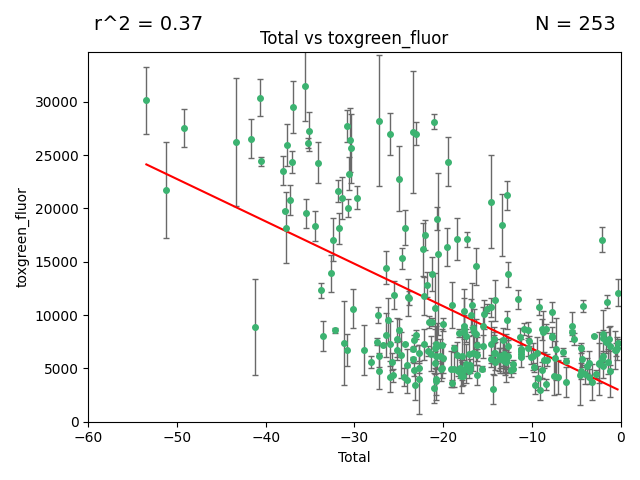 r^2 = 0.37
N = 253
Total vs toxgreen_fluor
toxgreen_fluor
30000
25000
20000
15000
10000
5000
0
−60
−50
−40
−30
−20
−10
0
Total